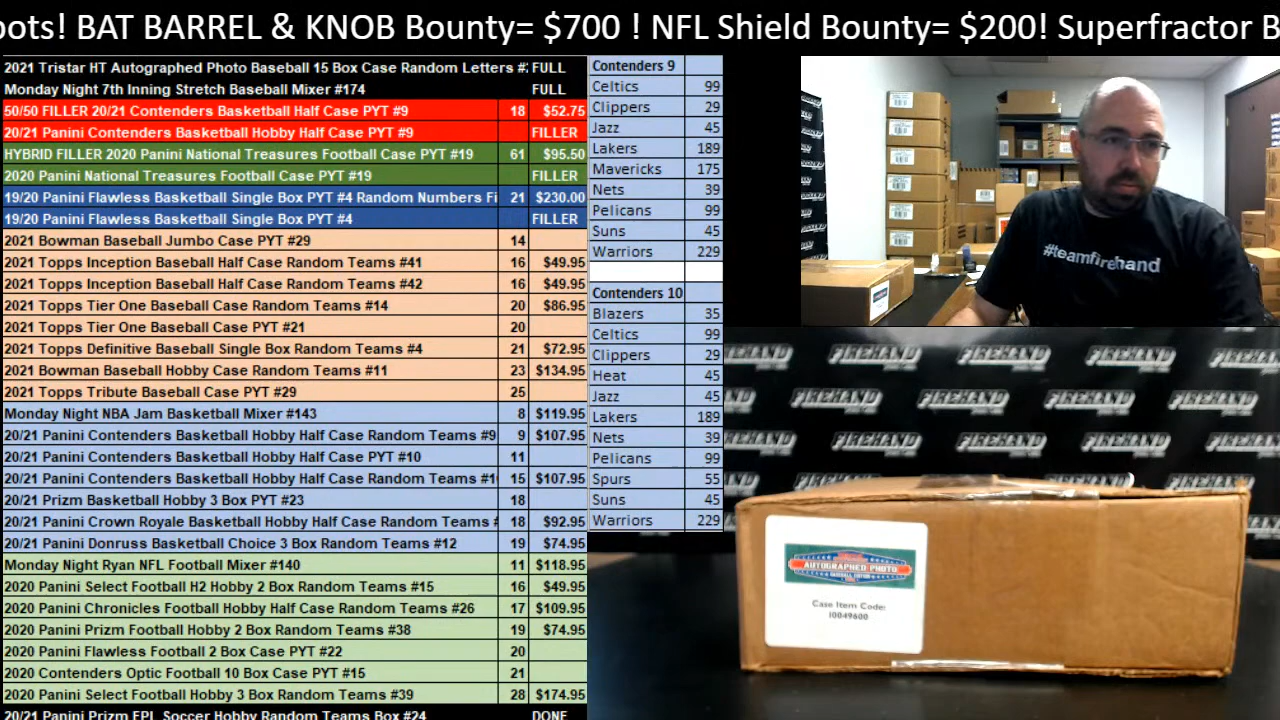 oots! BAT BARREL & KNOB Bounty= $700 ! NFL Shield Bounty= $200! Superfractor B
2021 Tristar HT Autographed Photo Baseball 15 Box Case Random Letters #: FULL
Monday Night 7th Inning Stretch Baseball Mixer #174 FULL
50/50 FILLER 20/21 Contenders Basketball Half Case PYT #9 18 $52.75
20/21 Panini Contenders Basketball Hobby Half Case PYT #9 FILLER
HYBRID FILLER 2020 Panini National Treasures Football Case PYT #19 61 $95.50
2020 Panini National Treasures Football Case PYT #19 FILLER
19/20 Panini Flawless Basketball Single Box PYT #4 Random Numbers Fi 21 $230.00
19/20 Panini Flawless Basketball Single Box PYT #4 FILLER
2021 Bowman Baseball Jumbo Case PYT #29 14
2021 Topps Inception Baseball Half Case Random Teams #41 16 $49.95
2021 Topps Inception Baseball Half Case Random Teams #42 16 $49.95
2021 Topps Tier One Baseball Case Random Teams #14 20 $86.95
2021 Topps Tier One Baseball Case PYT #21 20
2021 Topps Definitive Baseball Single Box Random Teams #4 21 $72.95
2021 Bowman Baseball Hobby Case Random Teams #11 23 $134.95
2021 Topps Tribute Baseball Case PYT #29 25
Monday Night NBA Jam Basketball Mixer #143 8 $119.95
20/21 Panini Contenders Basketball Hobby Half Case Random Teams #9 9 $107.95
20/21 Panini Contenders Basketball Hobby Half Case PYT #10 11
20/21 Panini Contenders Basketball Hobby Half Case Random Teams #1 15 $107.95
20/21 Prizm Basketball Hobby 3 Box PYT #23 18
20/21 Panini Crown Royale Basketball Hobby Half Case Random Teams # 18 $92.95
20/21 Panini Donruss Basketball Choice 3 Box Random Teams #12 19 $74.95
Monday Night Ryan NFL Football Mixer #140 11 $118.95
2020 Panini Select Football H2 Hobby 2 Box Random Teams #15 16 $49.95
2020 Panini Chronicles Football Hobby Half Case Random Teams #26 17 $109.95
2020 Panini Prizm Football Hobby 2 Box Random Teams #38 19 $74.95
2020 Panini Flawless Football 2 Box Case PYT #22 20
2020 Contenders Optic Football 10 Box Case PYT #15 21
2020 Panini Select Football Hobby 3 Box Random Teams #39 28 $174.95
20/21 Panini Prizm EPL Soccer Hobby Random Teams Box #24 DONE
Contenders 9
Celtics 99
Clippers 29
Jazz 45
Lakers 189
Mavericks 175
Nets 39
Pelicans 99
Suns 45
Warriors 229
Contenders 10
Blazers 35
Celtics 99
Clippers 29
Heat 45
Jazz 45
Lakers 189
Nets 39
Pelicans 99
Spurs 55
Suns 45
Warriors 229
#teamfirehand
FIREHAND FIREHAND FIREHAND FIREHAND
FIREHAND FIREHAND FIREHAND FIREHAND
FIREHAND FIREHAND FIREHAND FIREHAND
AUTOGRAPHED PHOTO
Case Item Code:
10049600